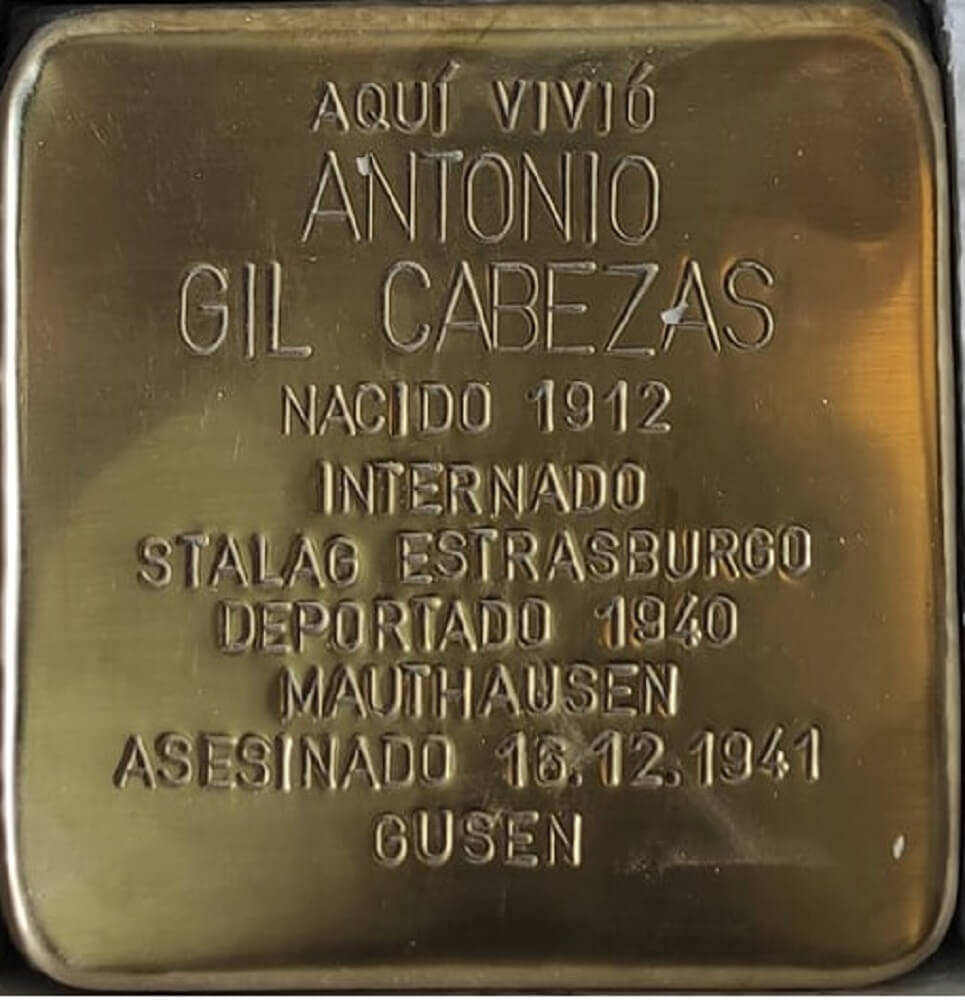 AQUÍ VIVIÓ
ANTONIO
GIL CABEZAS
NACIDO 1912
INTERNADO
STALAG ESTRASBURGO
DEPORTADO 1940
MAUTHAUSEN
ASESINADO 16.12.1941
GUSEN